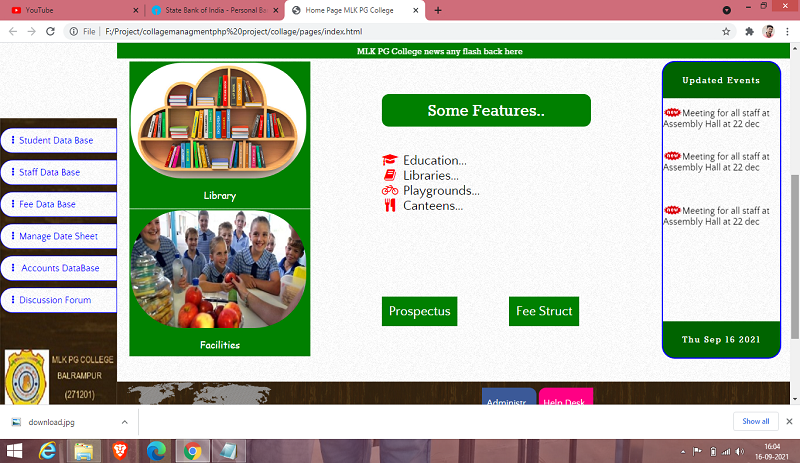 YouTube
State Bank of India - Personal Ba
Home Page MLK PG College
File
F:/Project/collagemanagmentphp%20project/collage/pages/index.html
MLK PG College news any flash back here
Student Data Base
Staff Data Base
Fee Data Base
Manage Date Sheet
Accounts DataBase
Discussion Forum
MLK PG COLLEGE
BALRAMPUR
(271201)
Library
Facilities
Some Features..
Education...
Libraries...
Playgrounds...
Canteens...
Prospectus
Fee Struct
Updated Events
new Meeting for all staff at
Assembly Hall at 22 dec
new Meeting for all staff at
Assembly Hall at 22 dec
new Meeting for all staff at
Assembly Hall at 22 dec
Thu Sep 16 2021
Administr..
Help Desk
download.jpg
Show all
16:04
16-09-2021